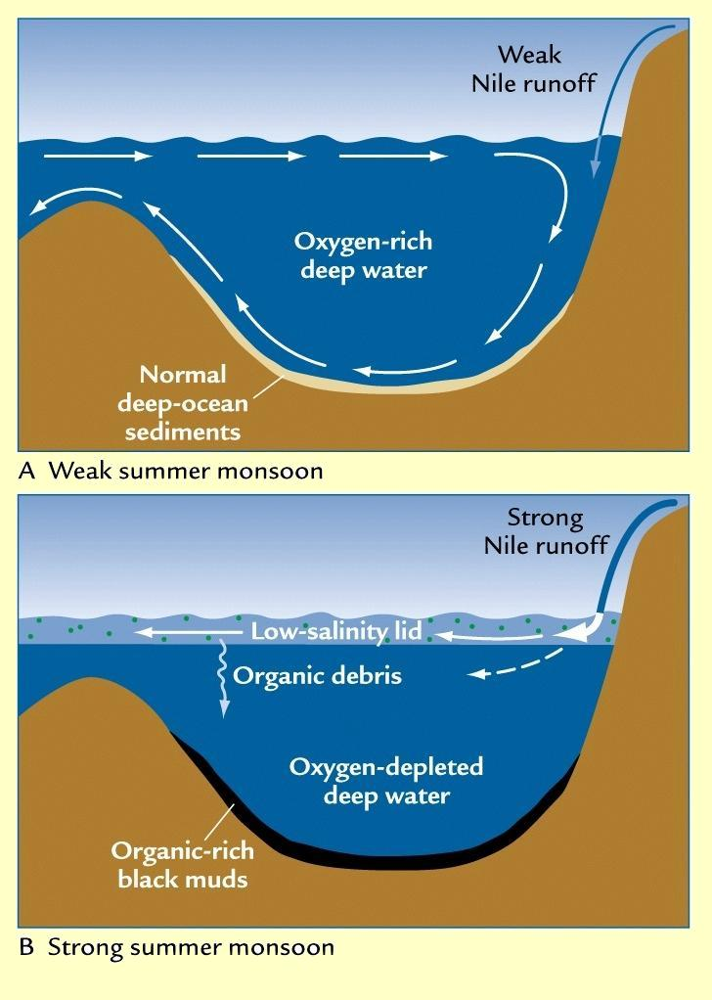 Weak
Nile runoff
Oxygen-rich
deep water
Normal
deep-ocean
sediments
A Weak summer monsoon
Strong
Nile runoff
Low-salinity lid
Organic debris
Oxygen-depleted
deep water
Organic-rich
black muds
B Strong summer monsoon